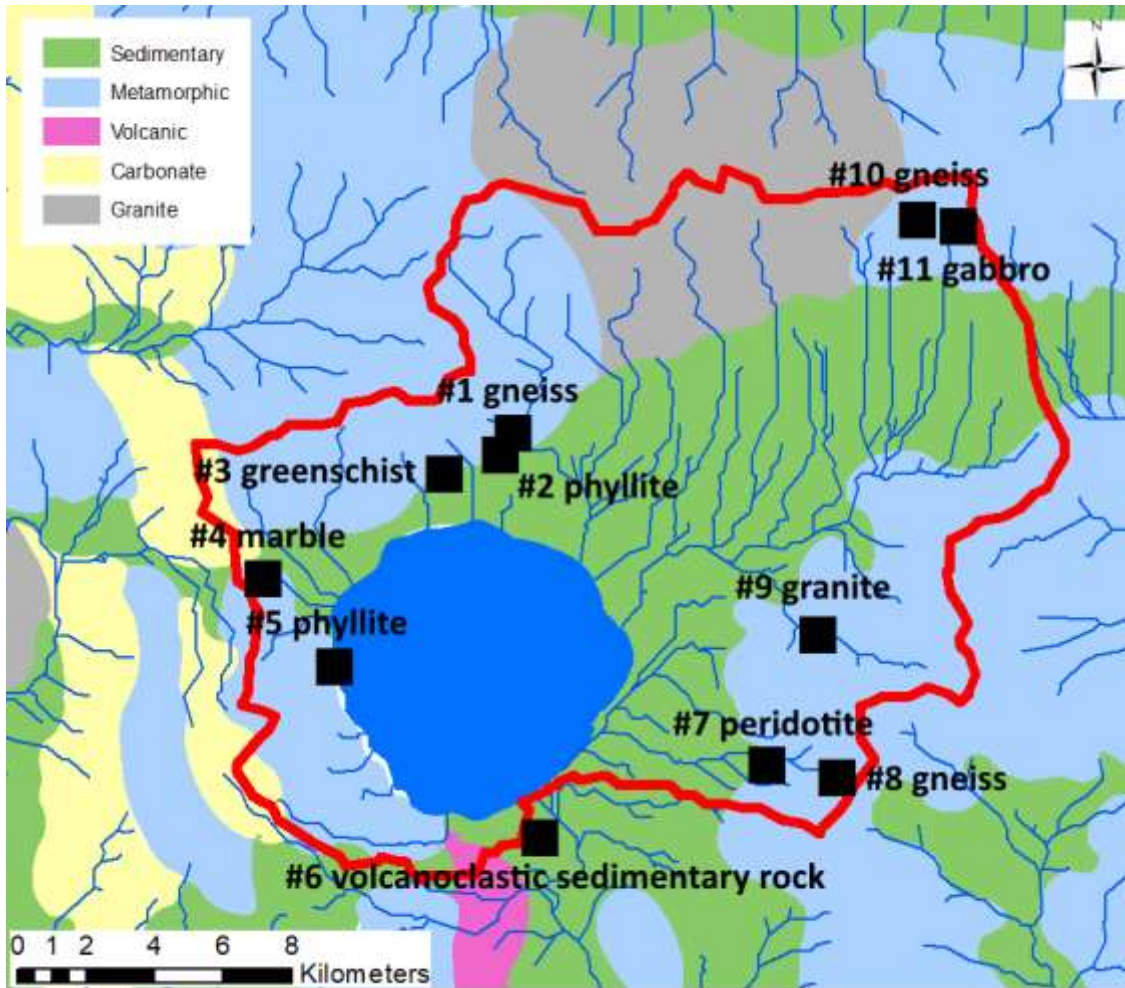 Sedimentary
Metamorphic
Volcanic
Carbonate
Granite
N
#10 gneiss
#11 gabbro
#1 gneiss
#3 greenschist
#2 phyllite
#4 marble
#5 phyllite
#9 granite
#7 peridotite
#8 gneiss
#6 volcanoclastic sedimentary rock
0 1 2 4 6 8
Kilometers